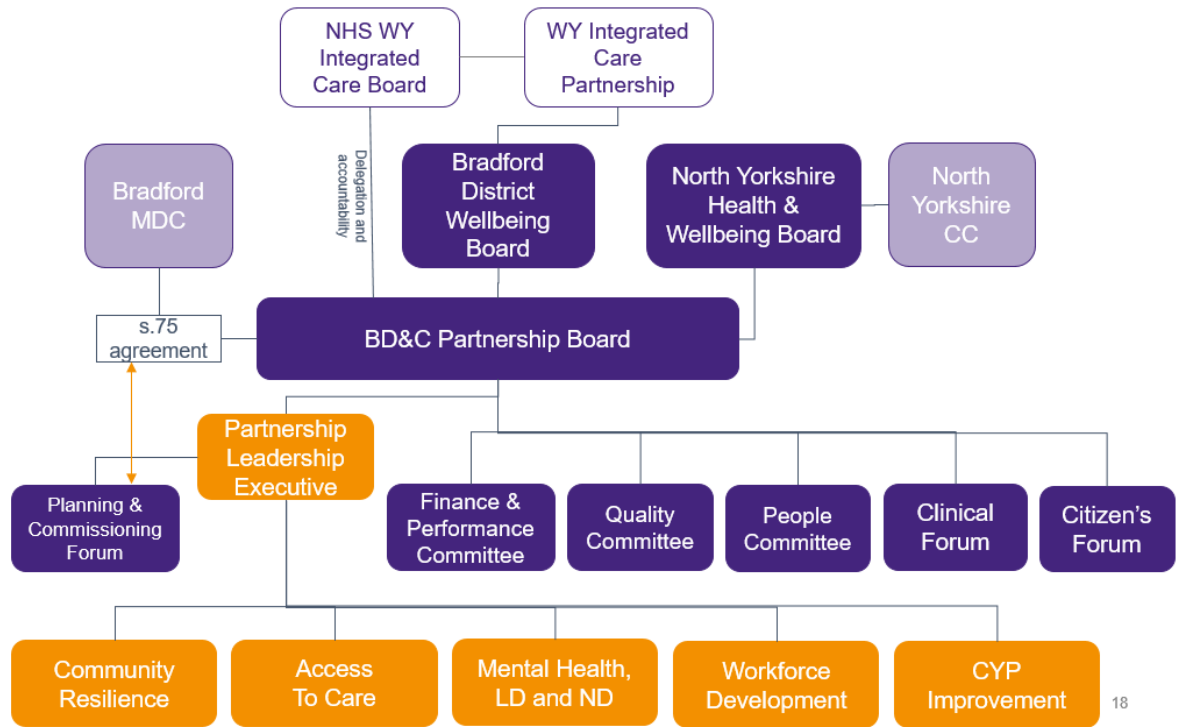 NHS WY
Integrated
Care Board
WY Integrated
Care
Partnership
Delegation and
accountability
Bradford
MDC
Bradford
District
Wellbeing
Board
North Yorkshire
Health &
Wellbeing Board
North
Yorkshire
CC
s.75
agreement
BD&C Partnership Board
Partnership
Leadership
Executive
Planning &
Commissioning
Forum
Finance &
Performance
Committee
Quality
Committee
People
Committee
Clinical
Forum
Citizen's
Forum
Community
Resilience
Access
To Care
Mental Health,
LD and ND
Workforce
Development
CYP
Improvement
18